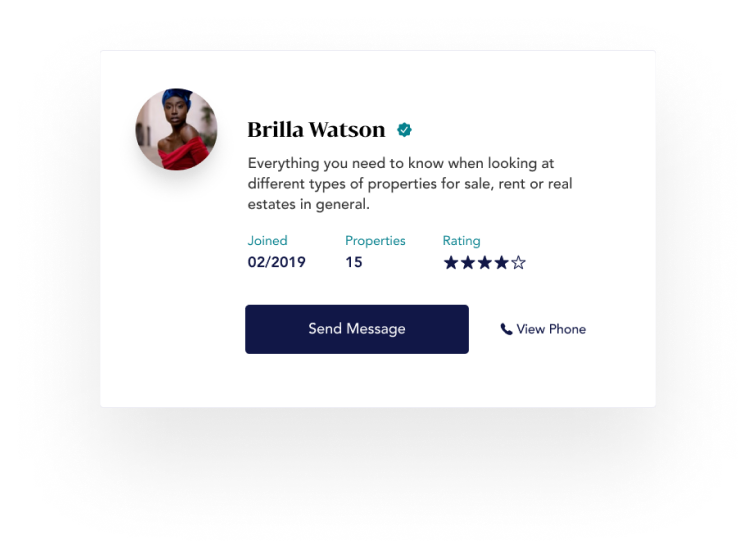 Brilla Watson
Everything you need to know when looking at
different types of properties for sale, rent or real
estates in general.
Joined Properties Rating
02/2019 15
Send Message View Phone